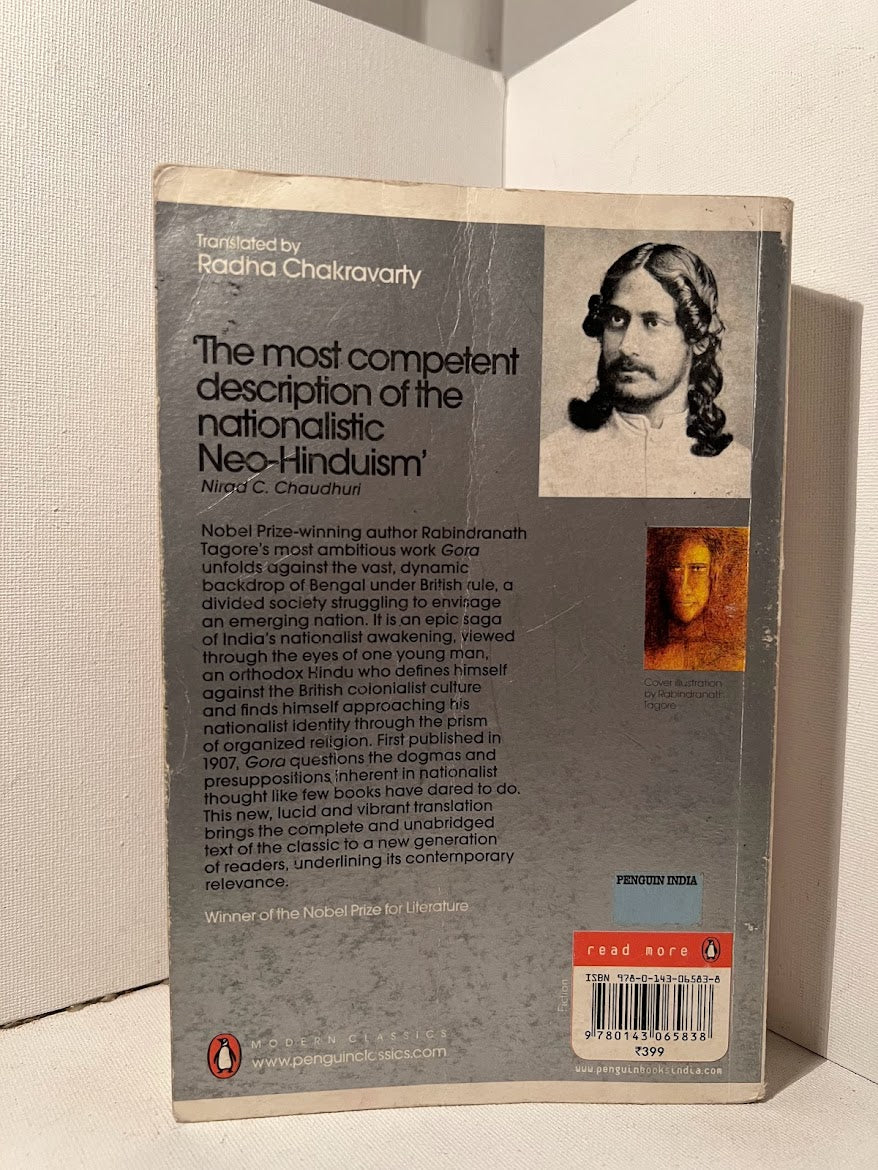 Translated by
Radha Chakravarty
'The most competent
description of the
nationalistic
Neo-Hinduism'
Nirad C. Chaudhuri
Nobel Prize-winning author Rabindranath
Tagore's most ambitious work Gora
unfolds against the vast, dynamic
backdrop of Bengal under British rule, a
divided society struggling to envisage
an emerging nation. It is an epic saga
of India's nationalist awakening, viewed
through the eyes of one young man,
an orthodox Hindu who defines himself
against the British colonialist culture
and finds himself approaching his
nationalist identity through the prism
of organized religion. First published in
1907, Gora questions the dogmas and
presuppositions inherent in nationalist
thought like few books have dared to do.
This new, lucid and vibrant translation
brings the complete and unabridged
text of the classic to a new generation
of readers, underlining its contemporary
relevance.
Winner of the Nobel Prize for Literature
Cover illustration
by Rabindranath
Tagore
PENGUIN INDIA
read more
Fiction
ISBN 978-0-143-06583-8
9 780143 065838
₹399
www.penguinbooksindia.com
MODERN CLASSICS
www.penguinclassics.com